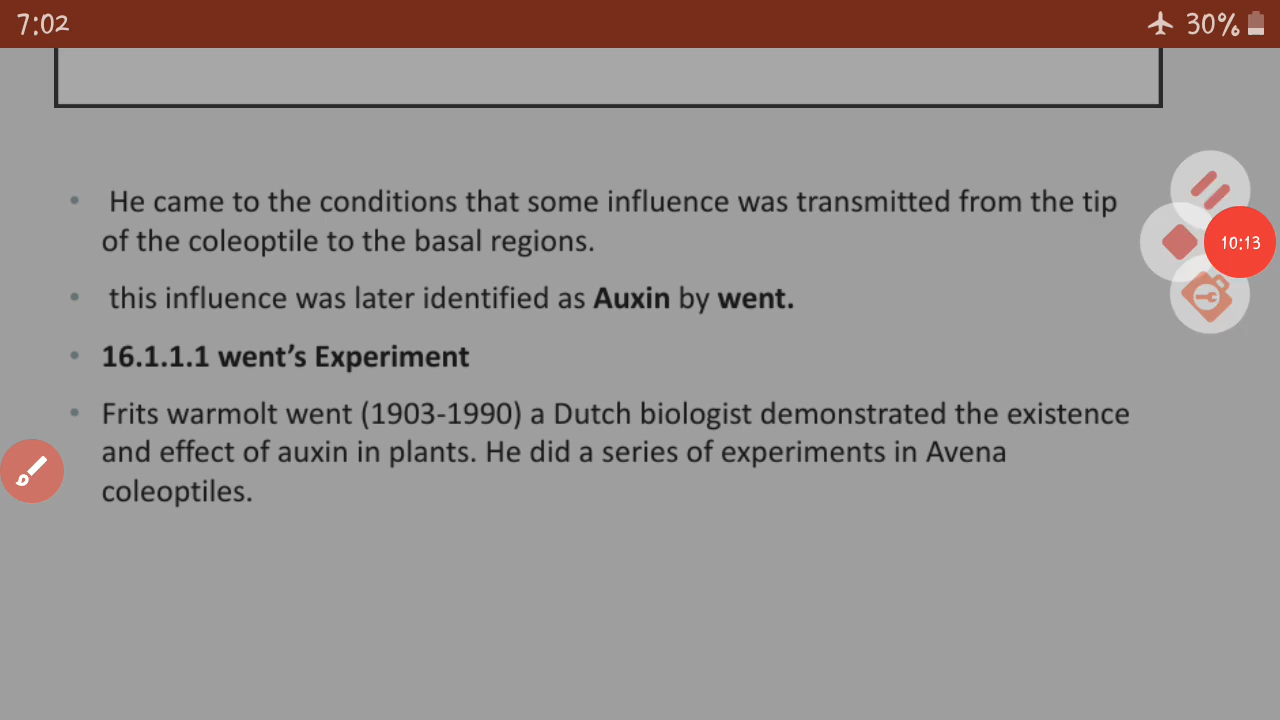 7:02
30%
• He came to the conditions that some influence was transmitted from the tip
of the coleoptile to the basal regions.
10:13
• this influence was later identified as Auxin by went.
• 16.1.1.1 went's Experiment
• Frits warmolt went (1903-1990) a Dutch biologist demonstrated the existence
and effect of auxin in plants. He did a series of experiments in Avena
coleoptiles.